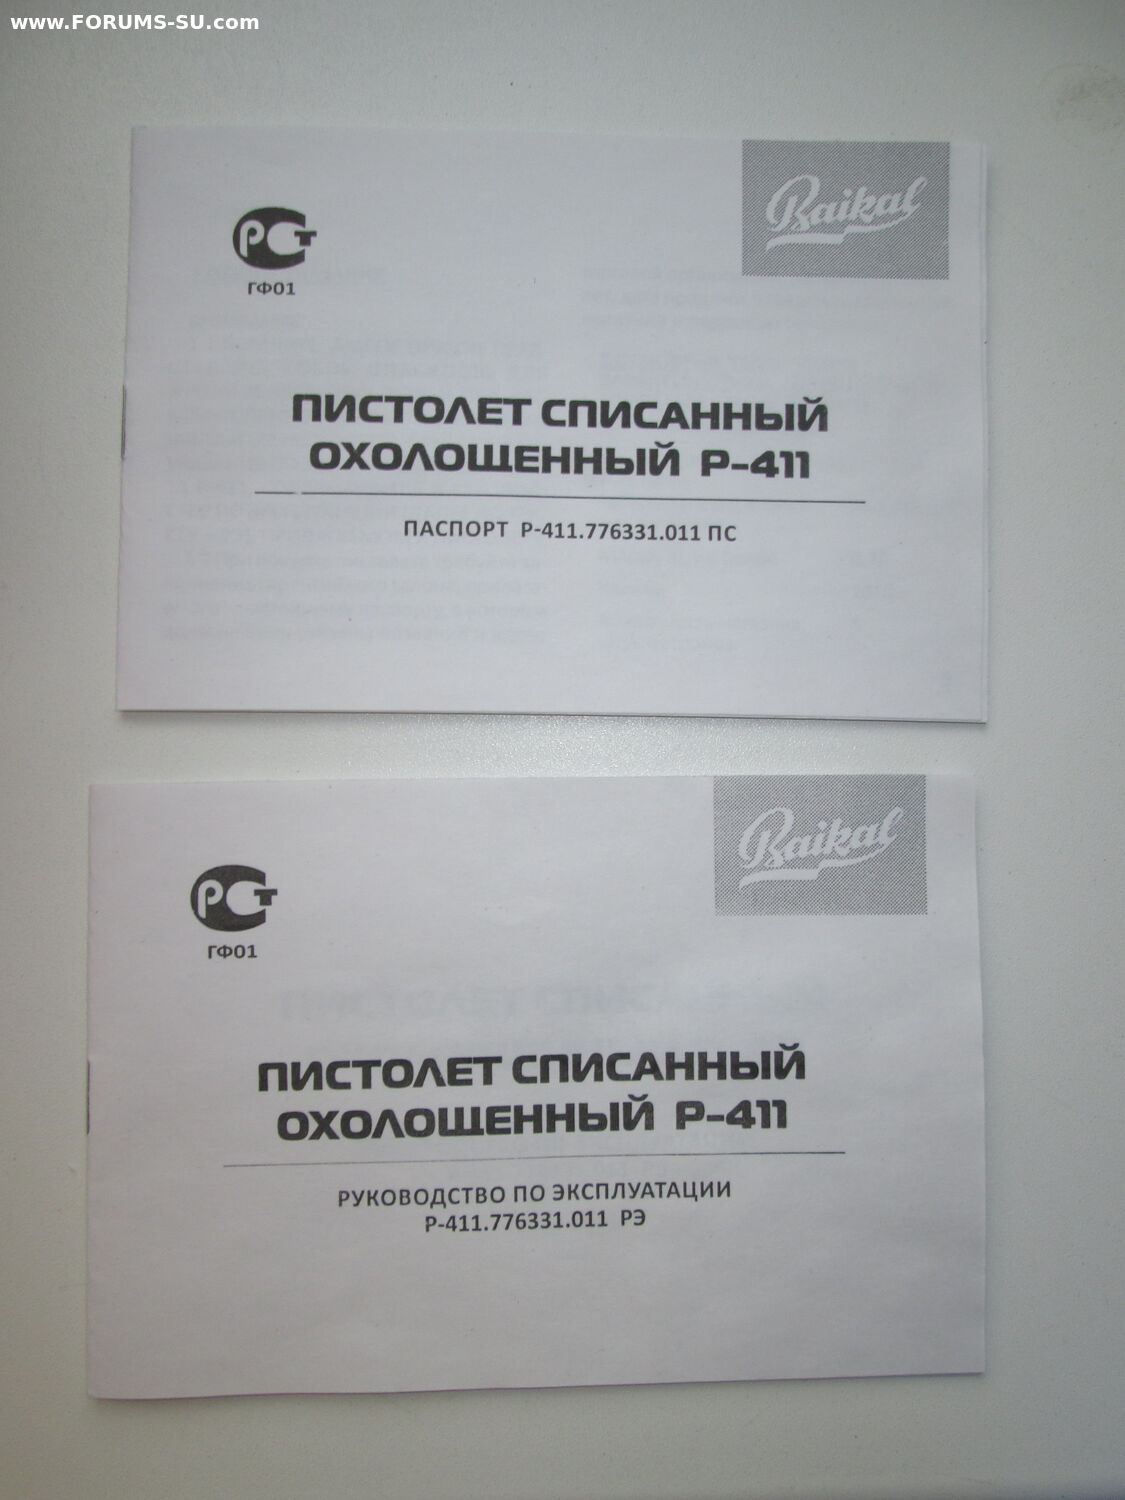 www.FORUMS-SU.com
Baikal
РСТ
ГФ01
ПИСТОЛЕТ СПИСАННЫЙ
ОХОЛОЩЕННЫЙ Р-411
ПАСПОРТ Р-411.776331.011 ПС
Baikal
РСТ
ГФ01
ПИСТОЛЕТ СПИСАННЫЙ
ОХОЛОЩЕННЫЙ Р-411
РУКОВОДСТВО ПО ЭКСПЛУАТАЦИИ
Р-411.776331.011 РЭ